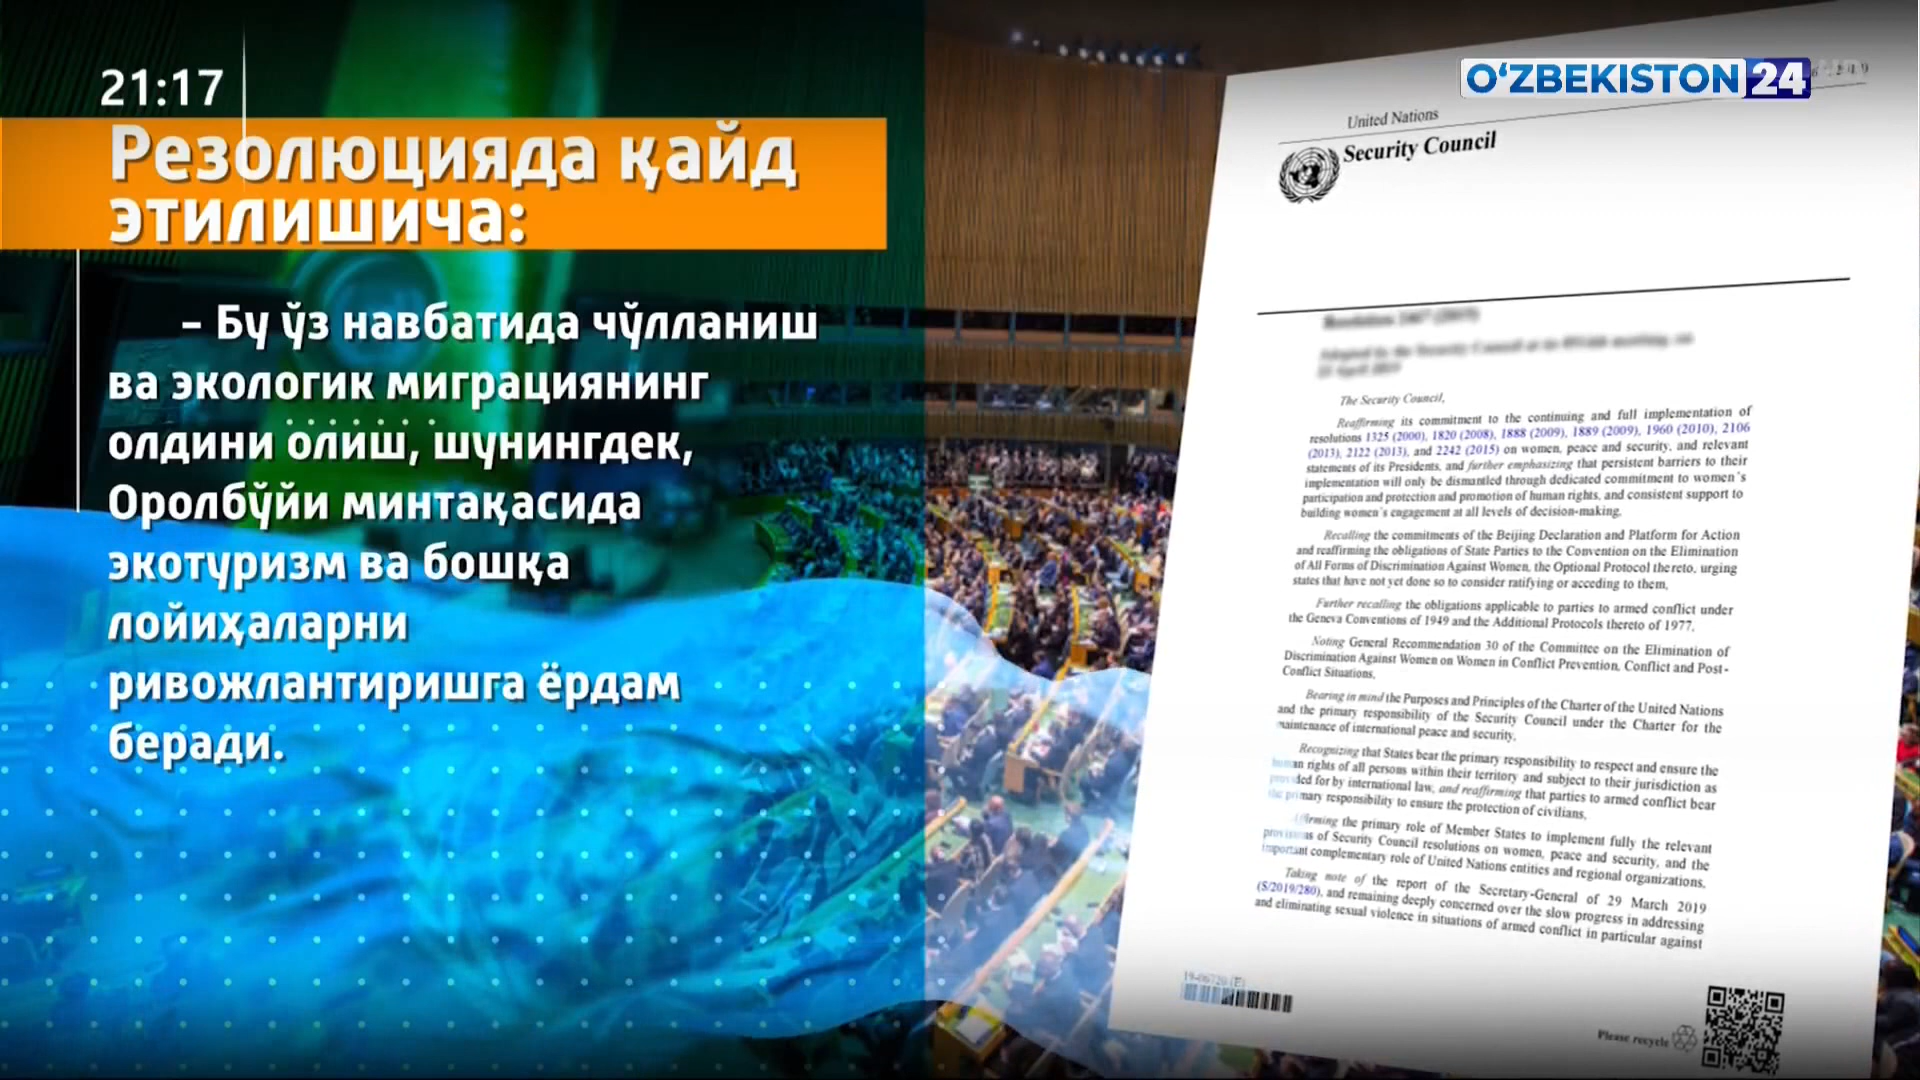 21:17
Резолюцияда қайд
этилишича:
– Бу ўз навбатида чўлланиш
ва экологик миграциянинг
олдини олиш, шунингдек,
Оролбўйи минтақасида
экотуризм ва бошқа
лойиҳаларни
ривожлантиришга ёрдам
беради.
OʻZBEKISTON 24
United Nations
Security Council
The Security Council,
Reaffirming its commitment to the continuing and full implementation of
resolutions 1325 (2000), 1820 (2008), 1888 (2009), 1889 (2009), 1960 (2010), 2106
(2013), 2122 (2013), and 2242 (2015) on women, peace and security, and relevant
statements of its Presidents, and further emphasizing that persistent barriers to their
implementation will only be dismantled through dedicated commitment to women's
participation and protection and promotion of human rights, and consistent support to
building women's engagement at all levels of decision-making,
Recalling the commitments of the Beijing Declaration and Platform for Action
and reaffirming the obligations of State Parties to the Convention on the Elimination
of All Forms of Discrimination Against Women, the Optional Protocol thereto, urging
states that have not yet done so to consider ratifying or acceding to them,
Further recalling the obligations applicable to parties to armed conflict under
the Geneva Conventions of 1949 and the Additional Protocols thereto of 1977,
Noting General Recommendation 30 of the Committee on the Elimination of
Discrimination Against Women on Women in Conflict Prevention, Conflict and Post-
Conflict Situations,
Bearing in mind the Purposes and Principles of the Charter of the United Nations
and the primary responsibility of the Security Council under the Charter for the
maintenance of international peace and security,
Recognizing that States bear the primary responsibility to respect and ensure the
human rights of all persons within their territory and subject to their jurisdiction as
provided for by international law, and reaffirming that parties to armed conflict bear
the primary responsibility to ensure the protection of civilians,
Affirming the primary role of Member States to implement fully the relevant
provisions of Security Council resolutions on women, peace and security, and the
important complementary role of United Nations entities and regional organizations,
Taking note of the report of the Secretary-General of 29 March 2019
(S/2019/280), and remaining deeply concerned over the slow progress in addressing
and eliminating sexual violence in situations of armed conflict in particular against
19-06720 (E)
Please recycle